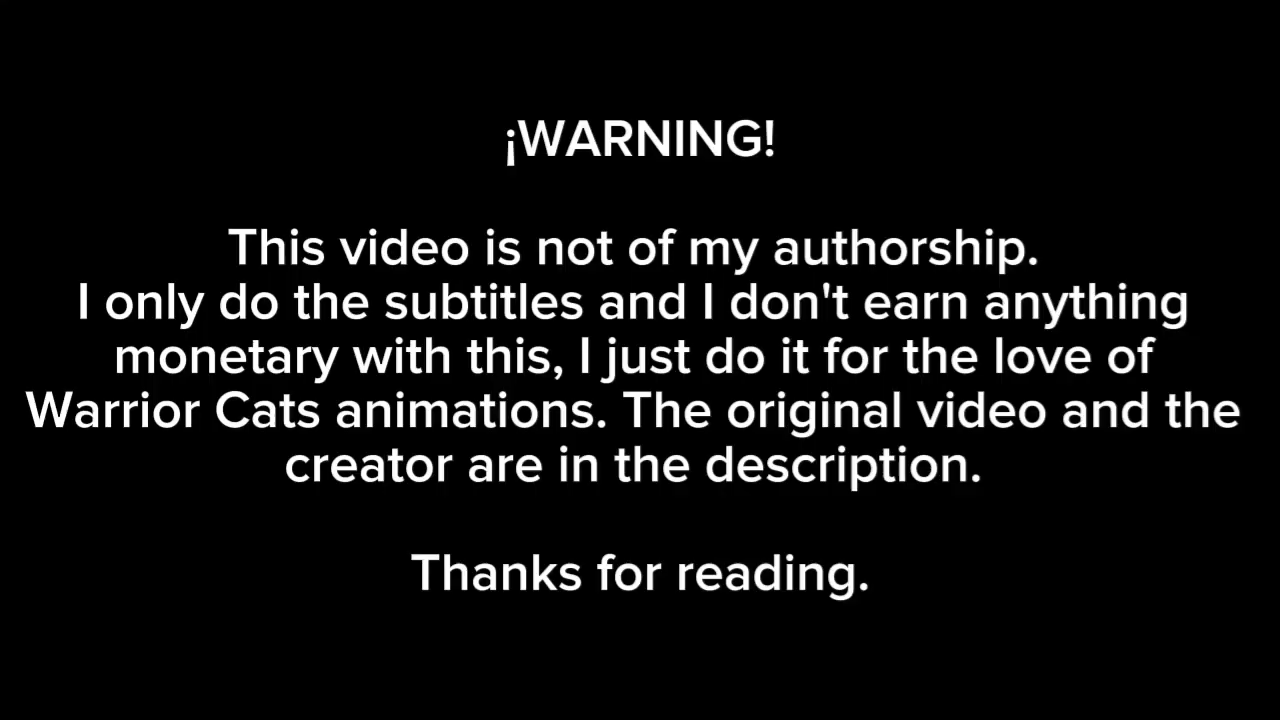 ¡WARNING!
This video is not of my authorship.
I only do the subtitles and I don't earn anything
monetary with this, I just do it for the love of
Warrior Cats animations. The original video and the
creator are in the description.
Thanks for reading.